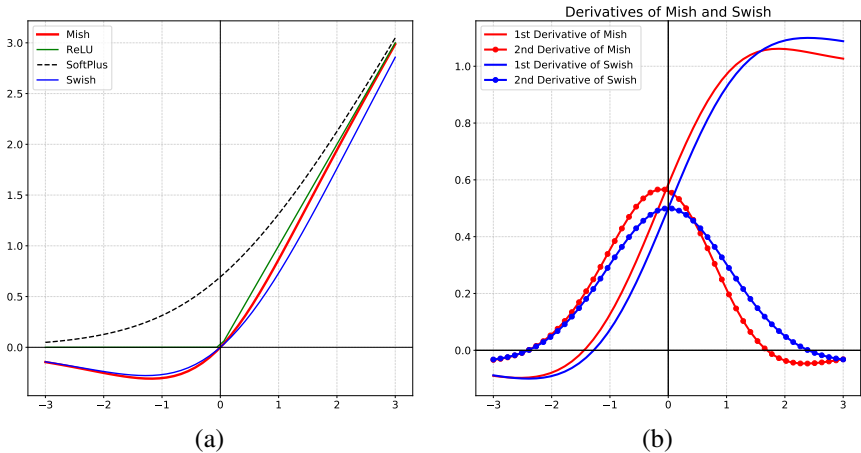 Mish
ReLU
SoftPlus
Swish
3.0
2.5
2.0
1.5
1.0
0.5
0.0
−3
−2
−1
0
1
2
3
(a)
Derivatives of Mish and Swish
1st Derivative of Mish
2nd Derivative of Mish
1st Derivative of Swish
2nd Derivative of Swish
1.0
0.8
0.6
0.4
0.2
0.0
−3
−2
−1
0
1
2
3
(b)